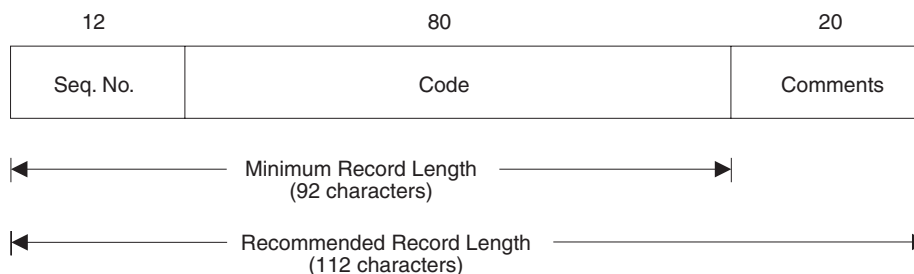 12 80 20
Seq. No. Code Comments
Minimum Record Length
(92 characters)
Recommended Record Length
(112 characters)